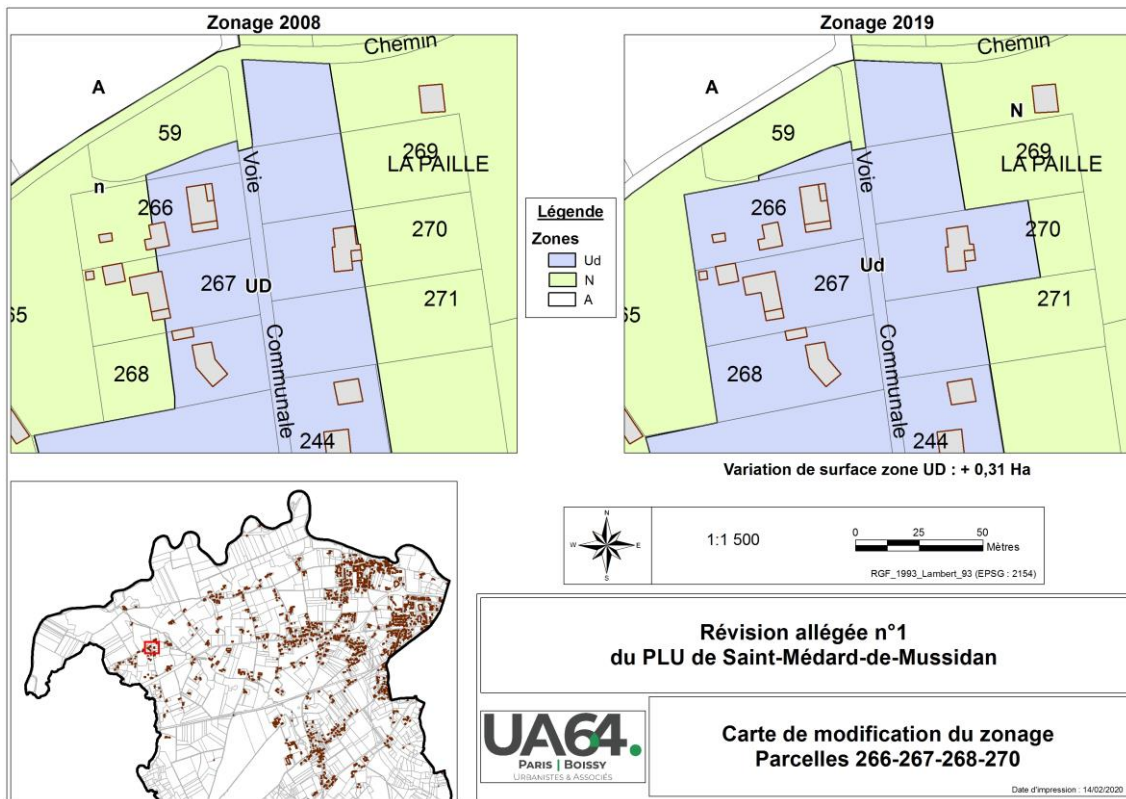 Zonage 2008
Zonage 2019
Chemin
A
59
n
Voie
269
LA PAILLE
266
270
267
UD
271
65
268
Communale
244
Légende
Zones
Ud
N
A
Chemin
A
N
59
Voie
269
LA PAILLE
266
270
Ud
267
271
65
268
Communale
244
Variation de surface zone UD : + 0,31 Ha
N
W
E
S
1:1 500
0 25 50
Mètres
RGF_1993_Lambert_93 (EPSG : 2154)
Révision allégée n°1
du PLU de Saint-Médard-de-Mussidan
UA64.
PARIS | BOISSY
URBANISTES & ASSOCIÉS
Carte de modification du zonage
Parcelles 266-267-268-270
Date d'impression : 14/02/2020